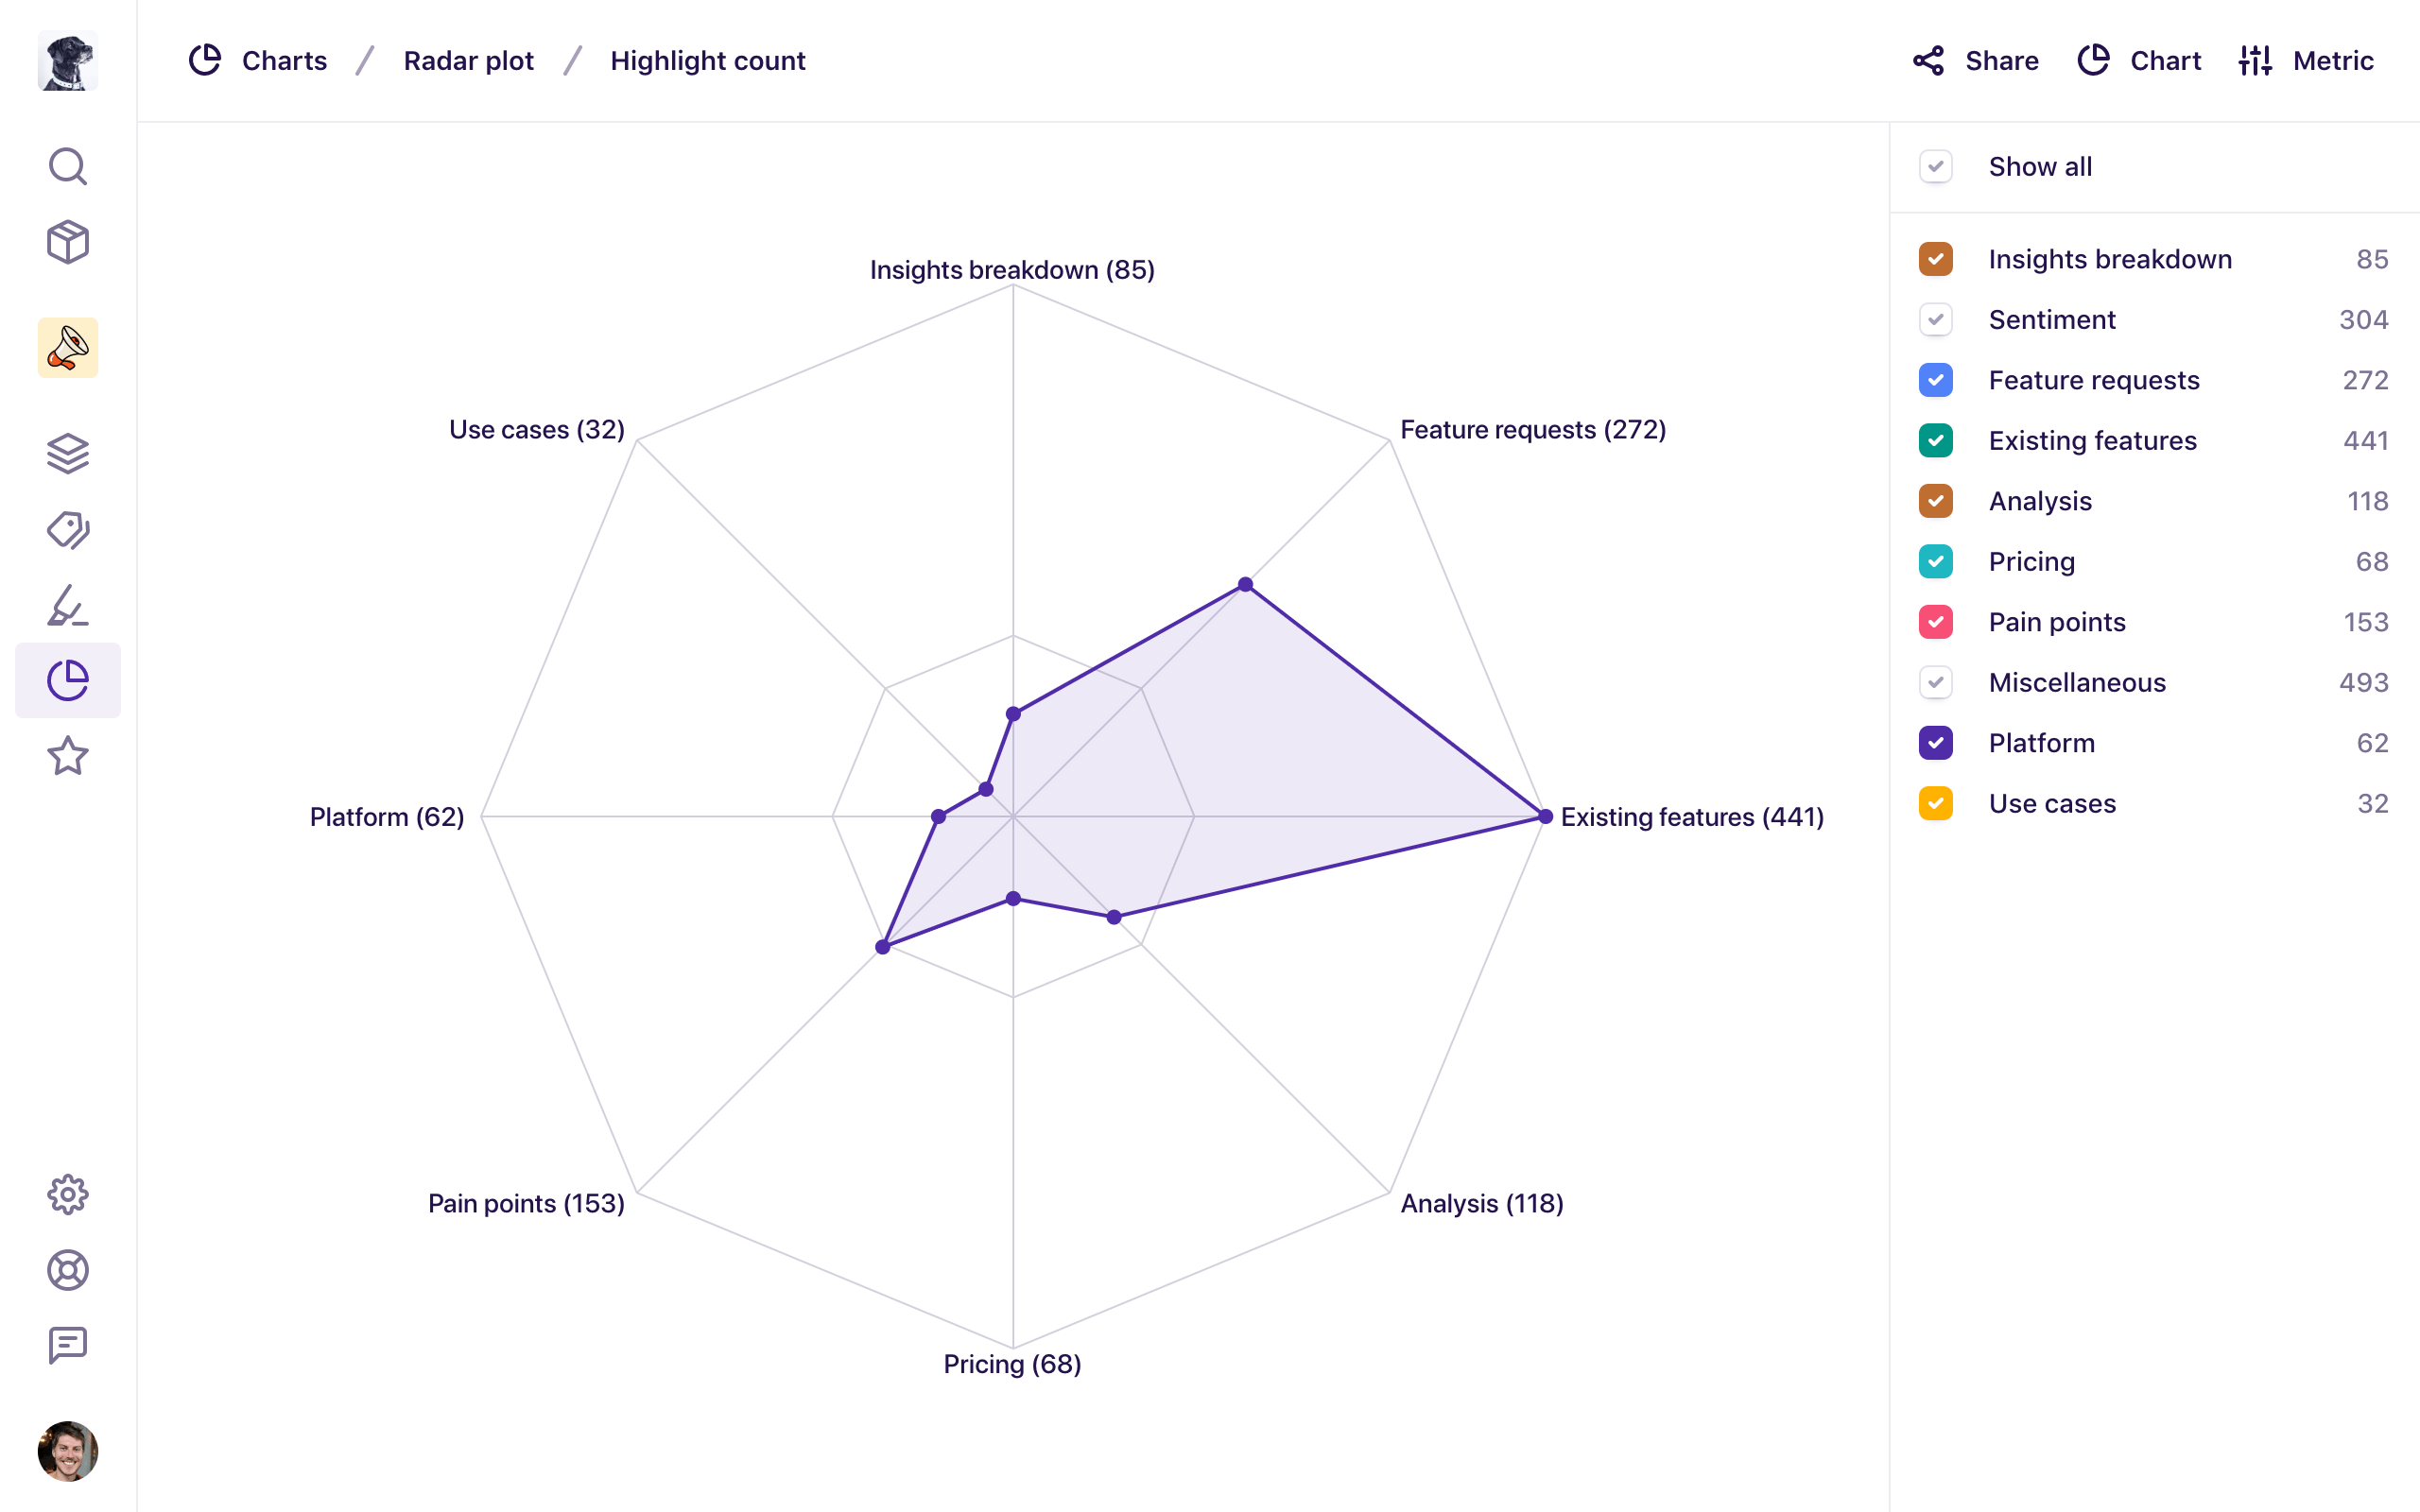 Charts / Radar plot / Highlight count
Share Chart Metric
Insights breakdown (85)
Use cases (32)
Feature requests (272)
Platform (62)
Existing features (441)
Pain points (153)
Analysis (118)
Pricing (68)
Show all
Insights breakdown 85
Sentiment 304
Feature requests 272
Existing features 441
Analysis 118
Pricing 68
Pain points 153
Miscellaneous 493
Platform 62
Use cases 32